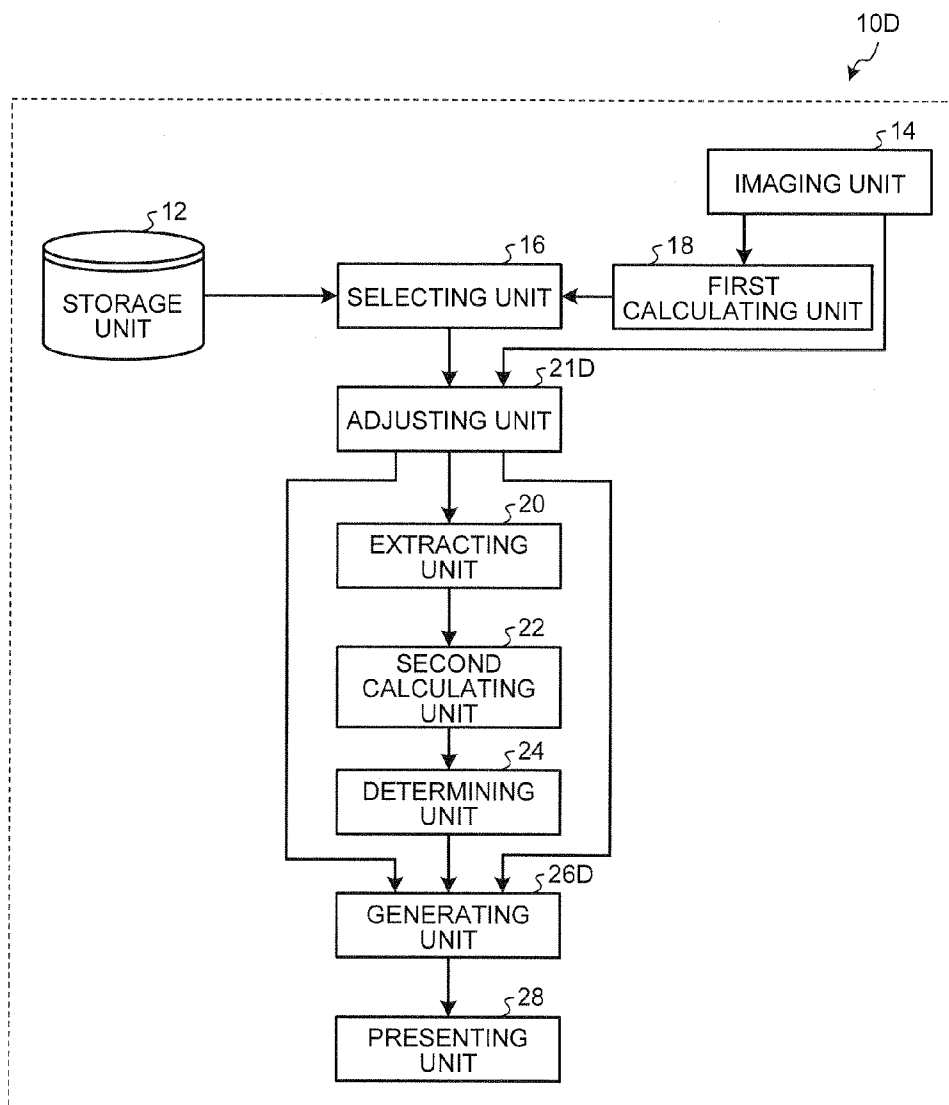 10D
14
IMAGING UNIT
12
STORAGE
UNIT
16
SELECTING UNIT
18
FIRST
CALCULATING UNIT
21D
ADJUSTING UNIT
20
EXTRACTING
UNIT
22
SECOND
CALCULATING
UNIT
24
DETERMINING
UNIT
26D
GENERATING
UNIT
28
PRESENTING
UNIT